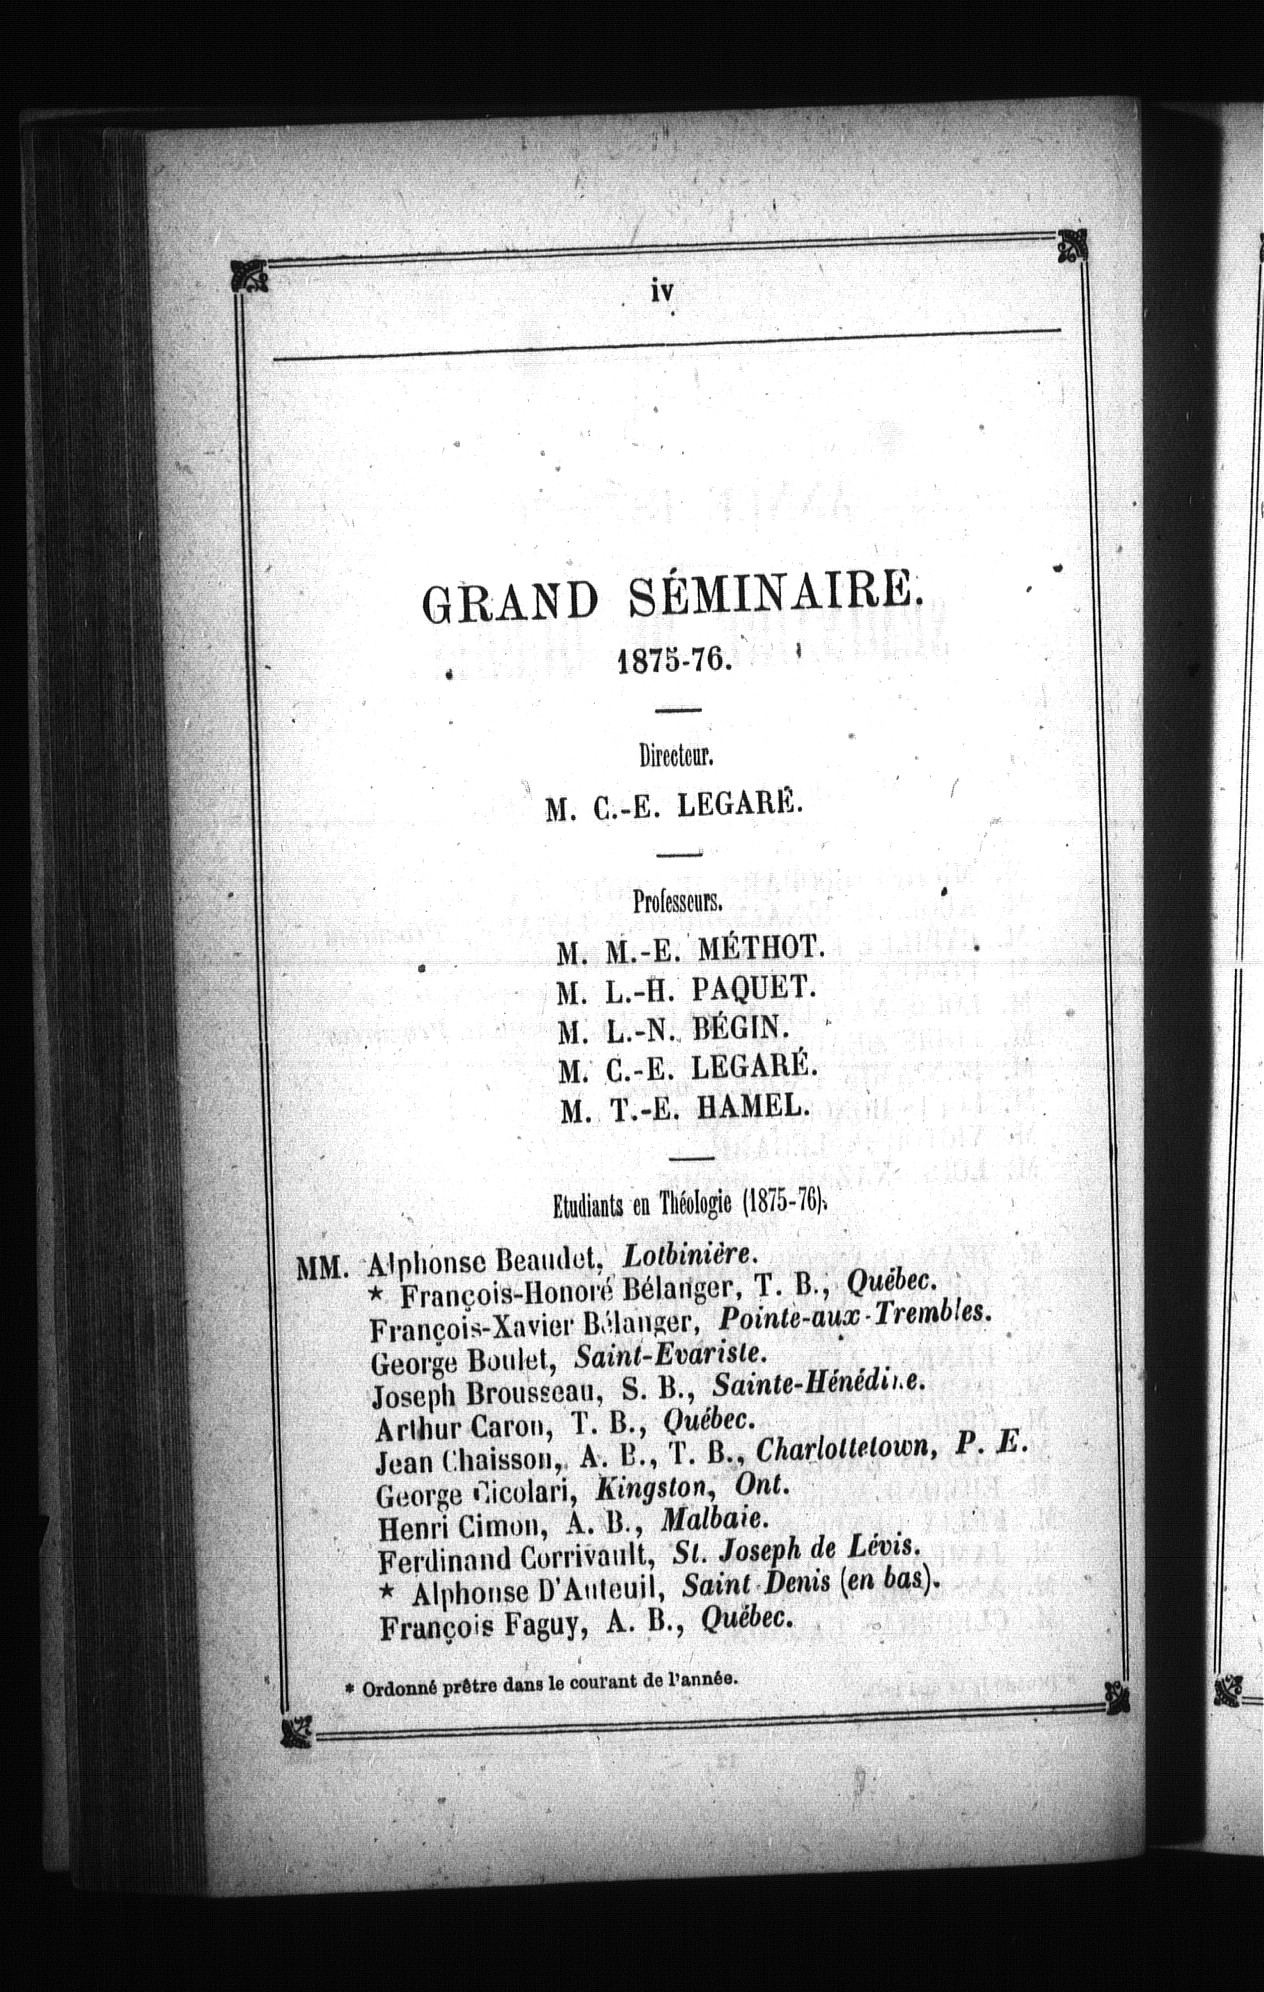 iv
GRAND SÉMINAIRE.
1875-76.
Directeur.
M. C.-E. LEGARÉ.
Professeurs.
M. M.-E. MÉTHOT.
M. L.-H. PAQUET.
M. L.-N. BÉGIN.
M. C.-E. LEGARÉ.
M. T.-E. HAMEL.
Etudiants en Théologie (1875-76).
MM. Alphonse Beaudet, Lotbinière.
* François-Honoré Bélanger, T. B., Québec.
François-Xavier Bélanger, Pointe-aux-Trembles.
George Boulet, Saint-Evariste.
Joseph Brousseau, S. B., Sainte-Hénédine.
Arthur Caron, T. B., Québec.
Jean Chaisson, A. B., T. B., Charlottetown, P. E.
George Cicolari, Kingston, Ont.
Henri Cimon, A. B., Malbaie.
Ferdinand Corrivault, St. Joseph de Lévis.
* Alphonse D'Auteuil, Saint Denis (en bas).
François Faguy, A. B., Québec.
* Ordonné prêtre dans le courant de l'année.